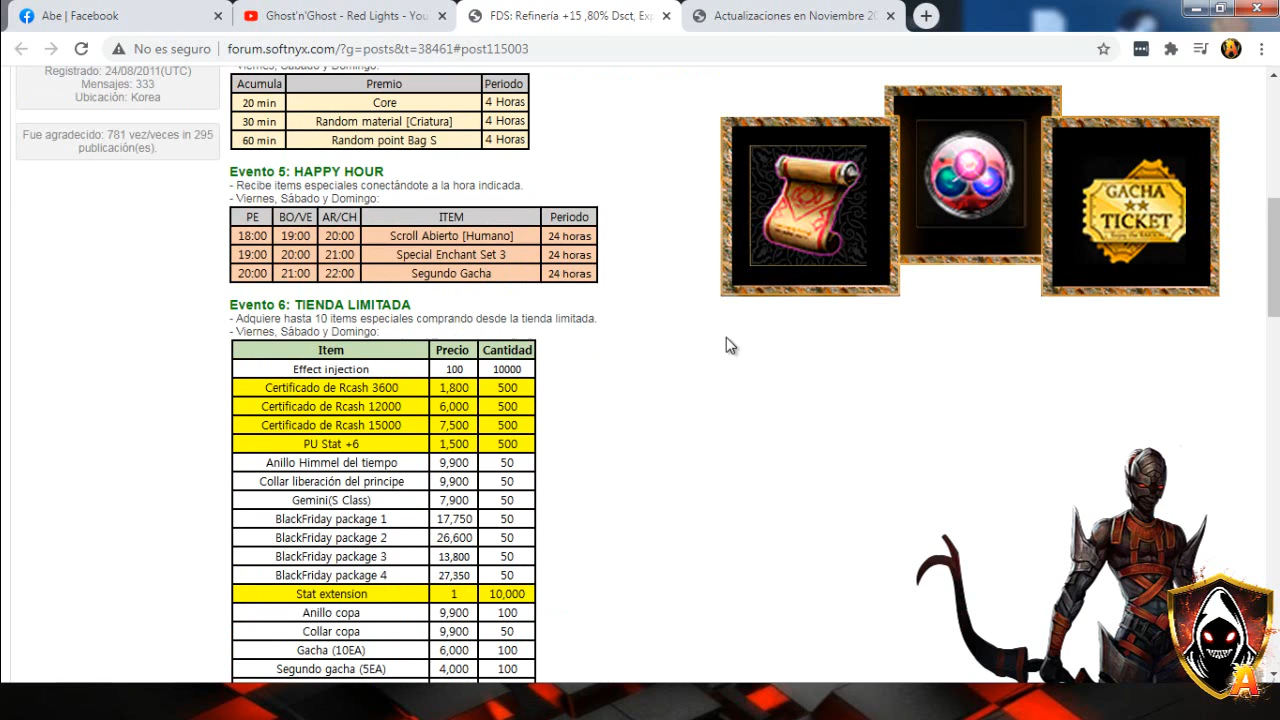 Abe | Facebook
Ghost'n'Ghost - Red Lights - You
FDS: Refinería +15 ,80% Dsct, Ex
Actualizaciones en Noviembre 20
No es seguro | forum.softnyx.com/?g=posts&t=38461#post115003
Registrado: 24/08/2011(UTC)
Mensajes: 333
Ubicación: Korea
Fue agradecido: 781 vez/veces in 295
publicación(es).
- Viernes, Sábado y Domingo:
Acumula Premio Periodo
20 min Core 4 Horas
30 min Random material [Criatura] 4 Horas
60 min Random point Bag S 4 Horas
Evento 5: HAPPY HOUR
- Recibe items especiales conectándote a la hora indicada.
- Viernes, Sábado y Domingo:
PE BO/VE AR/CH ITEM Periodo
18:00 19:00 20:00 Scroll Abierto [Humano] 24 horas
19:00 20:00 21:00 Special Enchant Set 3 24 horas
20:00 21:00 22:00 Segundo Gacha 24 horas
Evento 6: TIENDA LIMITADA
- Adquiere hasta 10 items especiales comprando desde la tienda limitada.
- Viernes, Sábado y Domingo:
Item Precio Cantidad
Effect injection 100 10000
Certificado de Rcash 3600 1,800 500
Certificado de Rcash 12000 6,000 500
Certificado de Rcash 15000 7,500 500
PU Stat +6 1,500 500
Anillo Himmel del tiempo 9,900 50
Collar liberación del principe 9,900 50
Gemini(S Class) 7,900 50
BlackFriday package 1 17,750 50
BlackFriday package 2 26,600 50
BlackFriday package 3 13,800 50
BlackFriday package 4 27,350 50
Stat extension 1 10,000
Anillo copa 9,900 100
Collar copa 9,900 50
Gacha (10EA) 6,000 100
Segundo gacha (5EA) 4,000 100
GACHA
TICKET
A